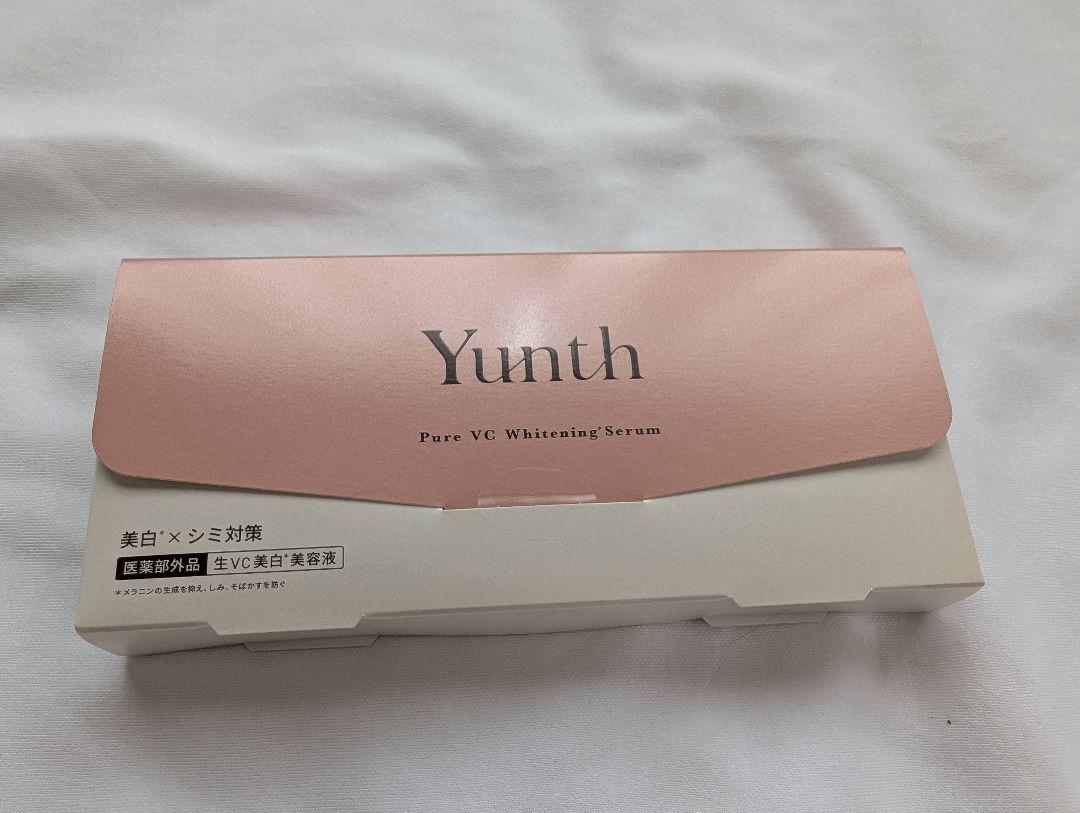 Yunth
Pure VC Whitening*Serum
美白*×シミ対策
医薬部外品 生VC美白*美容液
*メラニンの生成を抑え、しみ、そばかすを防ぐ